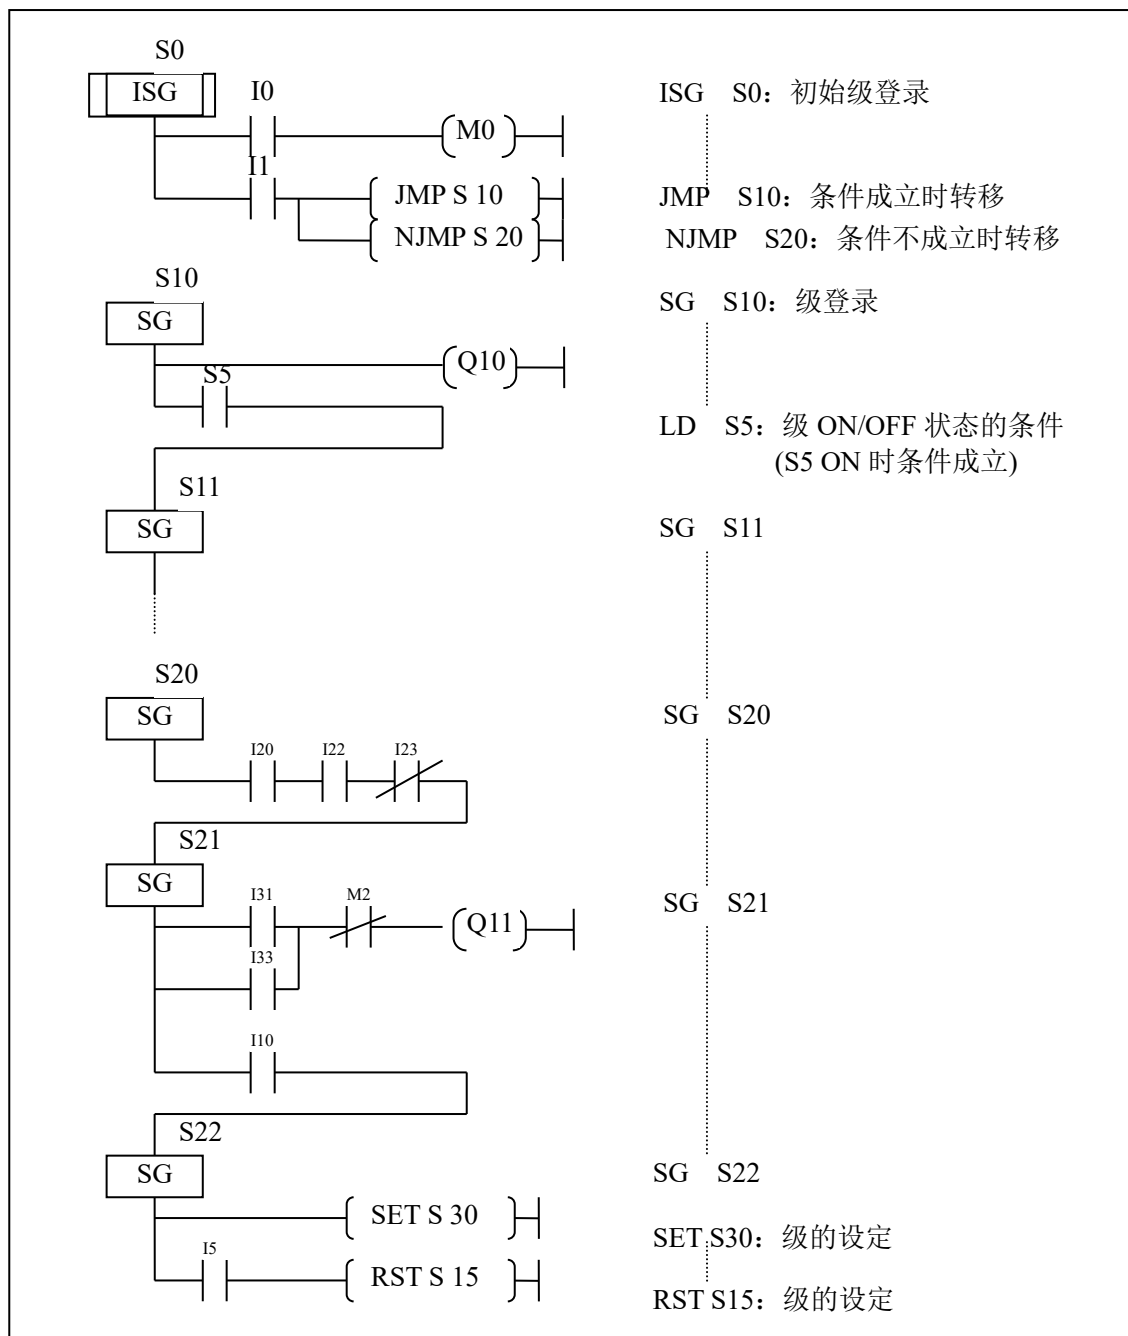 S0
ISG I0 ISG S0：初始级登录
M0
I1
JMP S 10 JMP S10：条件成立时转移
NJMP S 20 NJMP S20：条件不成立时转移
S10
SG SG S10：级登录
Q10
S5
LD S5：级 ON/OFF 状态的条件
(S5 ON 时条件成立)
S11
SG SG S11
S20
SG SG S20
I20 I22 I23
S21
SG SG S21
I31 M2
Q11
I33
I10
S22
SG SG S22
SET S 30 SET S30：级的设定
I5
RST S 15 RST S15：级的设定